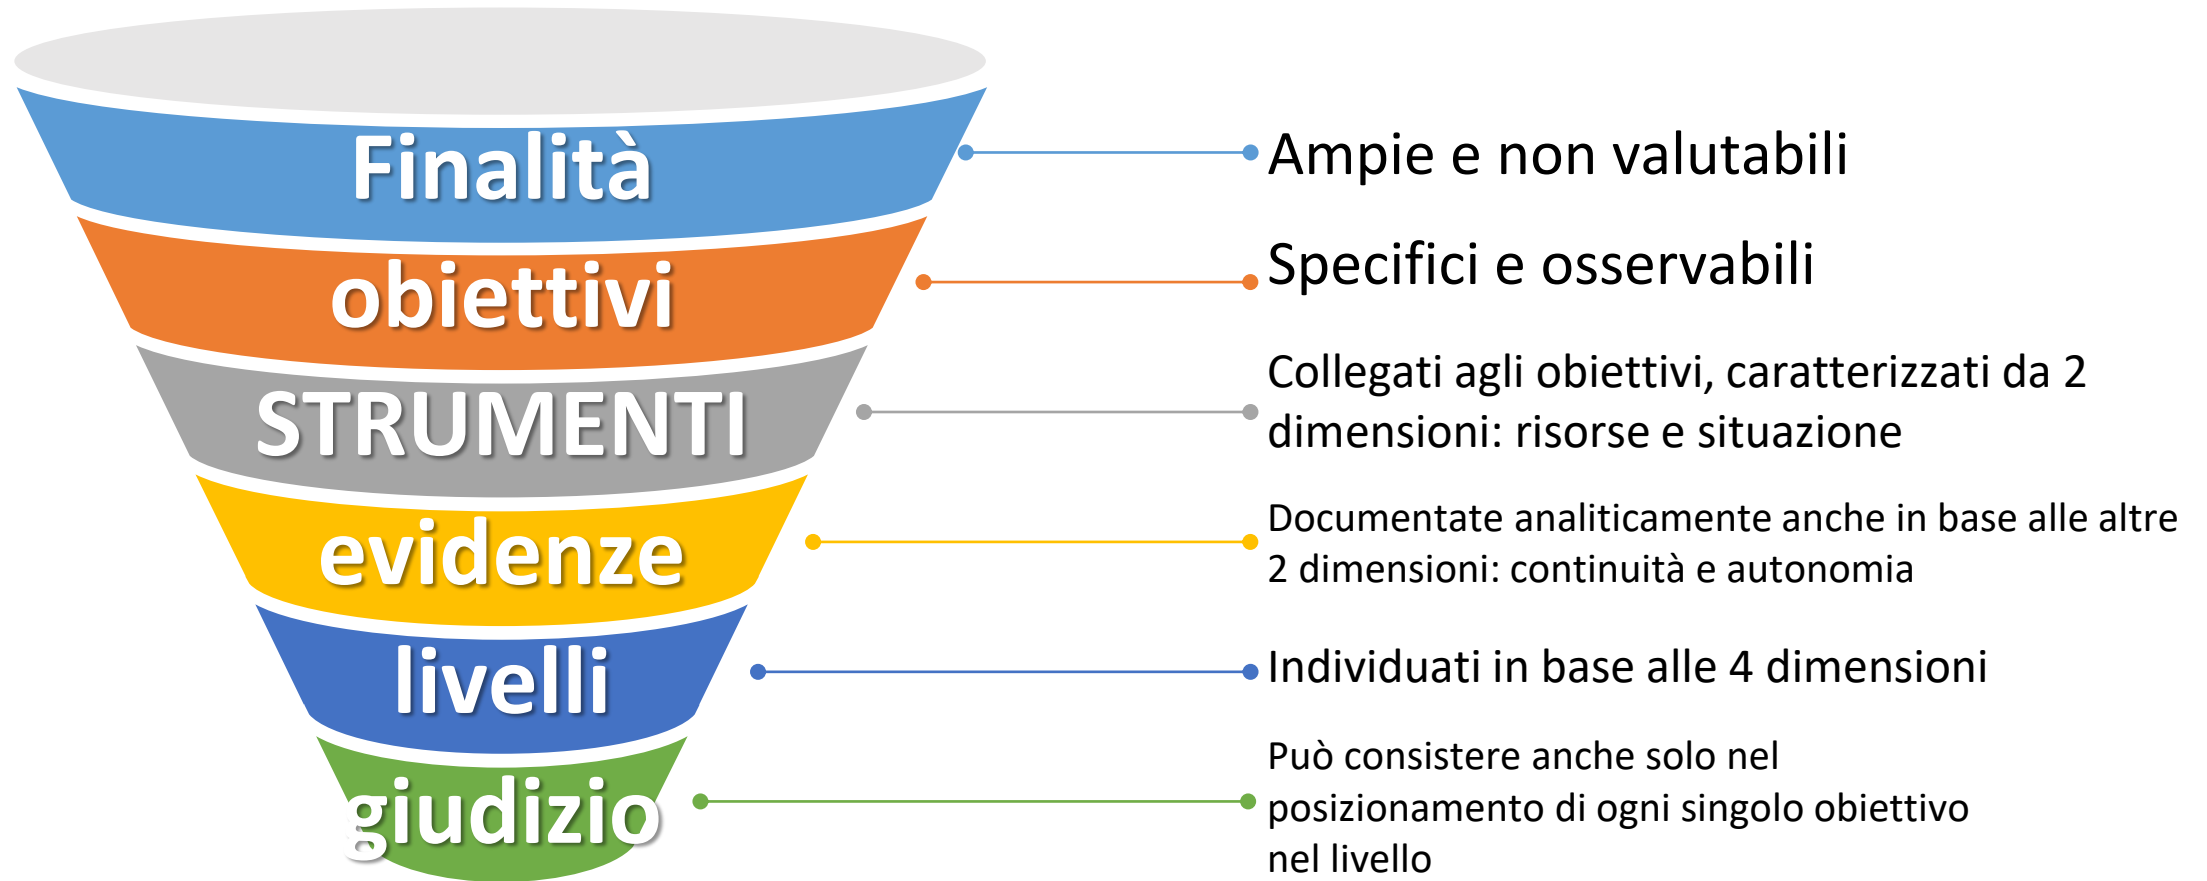 Finalità
Ampie e non valutabili
obiettivi
Specifici e osservabili
STRUMENTI
Collegati agli obiettivi, caratterizzati da 2
dimensioni: risorse e situazione
evidenze
Documentate analiticamente anche in base alle altre
2 dimensioni: continuità e autonomia
livelli
Individuati in base alle 4 dimensioni
giudizio
Può consistere anche solo nel
posizionamento di ogni singolo obiettivo
nel livello